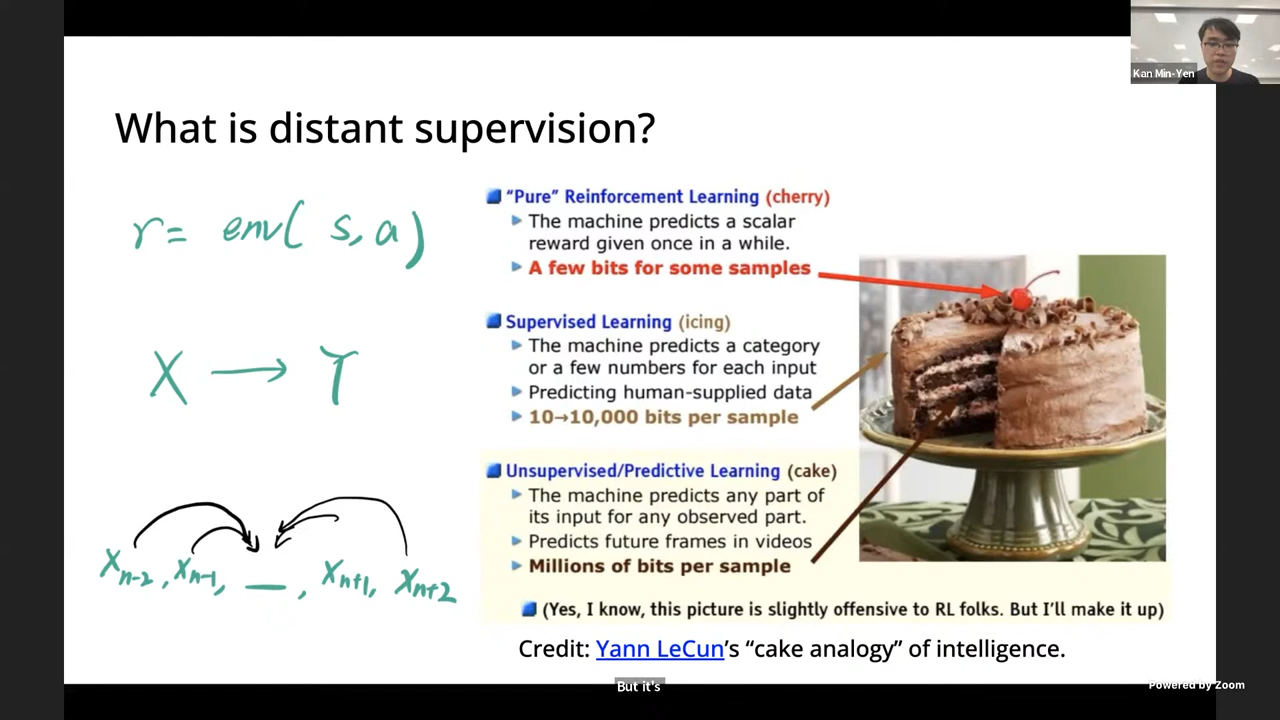 Kan Min-Yen
What is distant supervision?
r = env( s, a )
X → Y
X_{n-2}, X_{n-1}, __, X_{n+1}, X_{n+2}
“Pure” Reinforcement Learning (cherry)
The machine predicts a scalar
reward given once in a while.
A few bits for some samples
Supervised Learning (icing)
The machine predicts a category
or a few numbers for each input
Predicting human-supplied data
10→10,000 bits per sample
Unsupervised/Predictive Learning (cake)
The machine predicts any part of
its input for any observed part.
Predicts future frames in videos
Millions of bits per sample
(Yes, I know, this picture is slightly offensive to RL folks. But I’ll make it up)
Credit: Yann LeCun’s “cake analogy” of intelligence.
But it's
Powered by Zoom